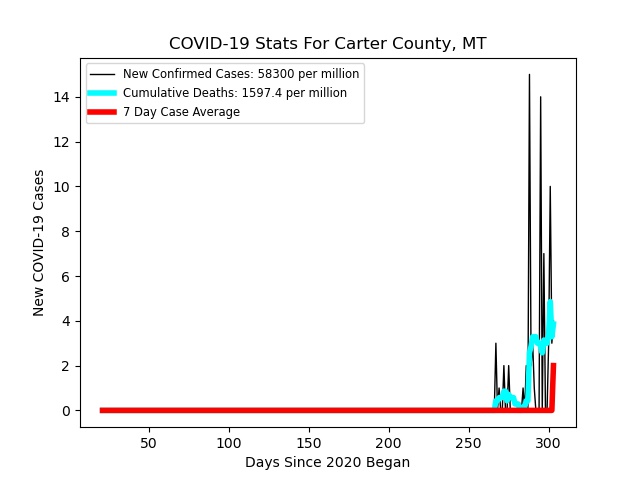 COVID-19 Stats For Carter County, MT
New Confirmed Cases: 58300 per million
Cumulative Deaths: 1597.4 per million
7 Day Case Average
New COVID-19 Cases
14
12
10
8
6
4
2
0
50 100 150 200 250 300
Days Since 2020 Began